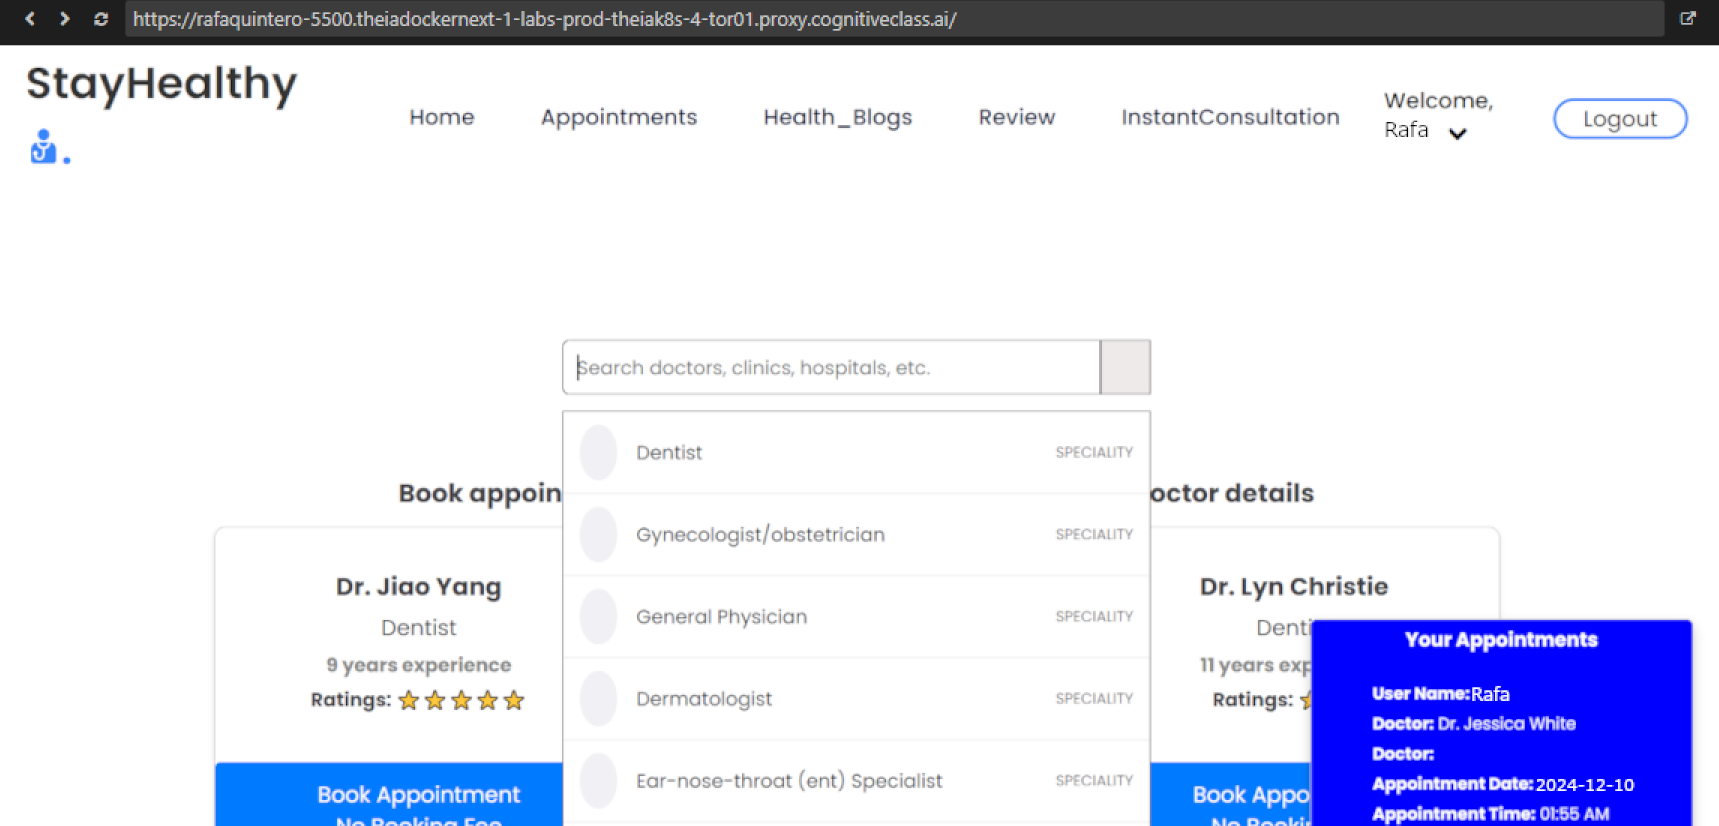 https://rafaquintero-5500.theiadockernext-1-labs-prod-theiak8s-4-tor01.proxy.cognitiveclass.ai/
StayHealthy
Home
Appointments
Health_Blogs
Review
InstantConsultation
Welcome,
Rafa
Logout
Search doctors, clinics, hospitals, etc.
Dentist SPECIALITY
Gynecologist/obstetrician SPECIALITY
General Physician SPECIALITY
Dermatologist SPECIALITY
Ear-nose-throat (ent) Specialist SPECIALITY
Book appoin
octor details
Dr. Jiao Yang
Dentist
9 years experience
Ratings:
Book Appointment
No Booking Fee
Dr. Lyn Christie
Denti
11 years exp
Ratings:
Book Appo
No Bookin
Your Appointments
User Name:Rafa
Doctor: Dr. Jessica White
Doctor:
Appointment Date: 2024-12-10
Appointment Time: 01:55 AM